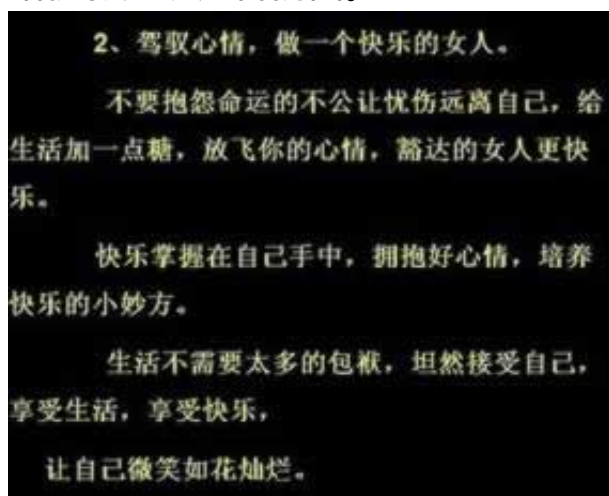 2、驾驭心情，做一个快乐的女人。
不要抱怨命运的不公让忧伤远离自己，给
生活加一点糖，放飞你的心情，豁达的女人更快
乐。
快乐掌握在自己手中，拥抱好心情，培养
快乐的小妙方。
生活不需要太多的包袱，坦然接受自己，
享受生活，享受快乐，
让自己微笑如花灿烂。